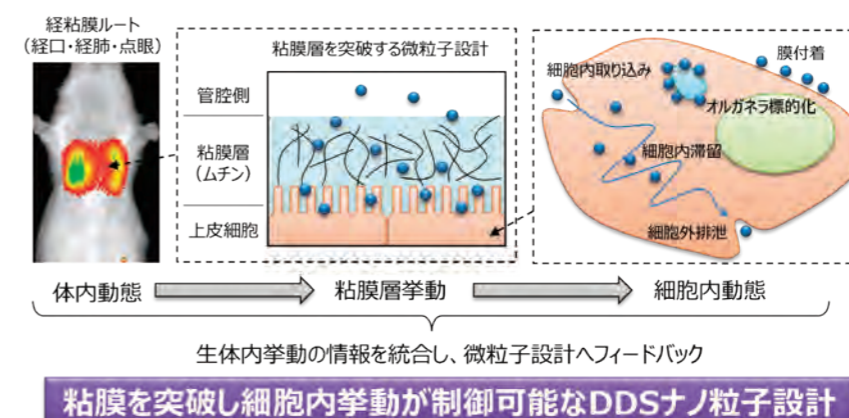 経粘膜ルート
（経口・経肺・点眼）
粘膜層を突破する微粒子設計
管腔側
粘膜層
（ムチン）
上皮細胞
細胞内取り込み
膜付着
オルガネラ標的化
細胞内滞留
細胞外排泄
体内動態
粘膜層挙動
細胞内動態
生体内挙動の情報を統合し、微粒子設計へフィードバック
粘膜を突破し細胞内挙動が制御可能なDDSナノ粒子設計